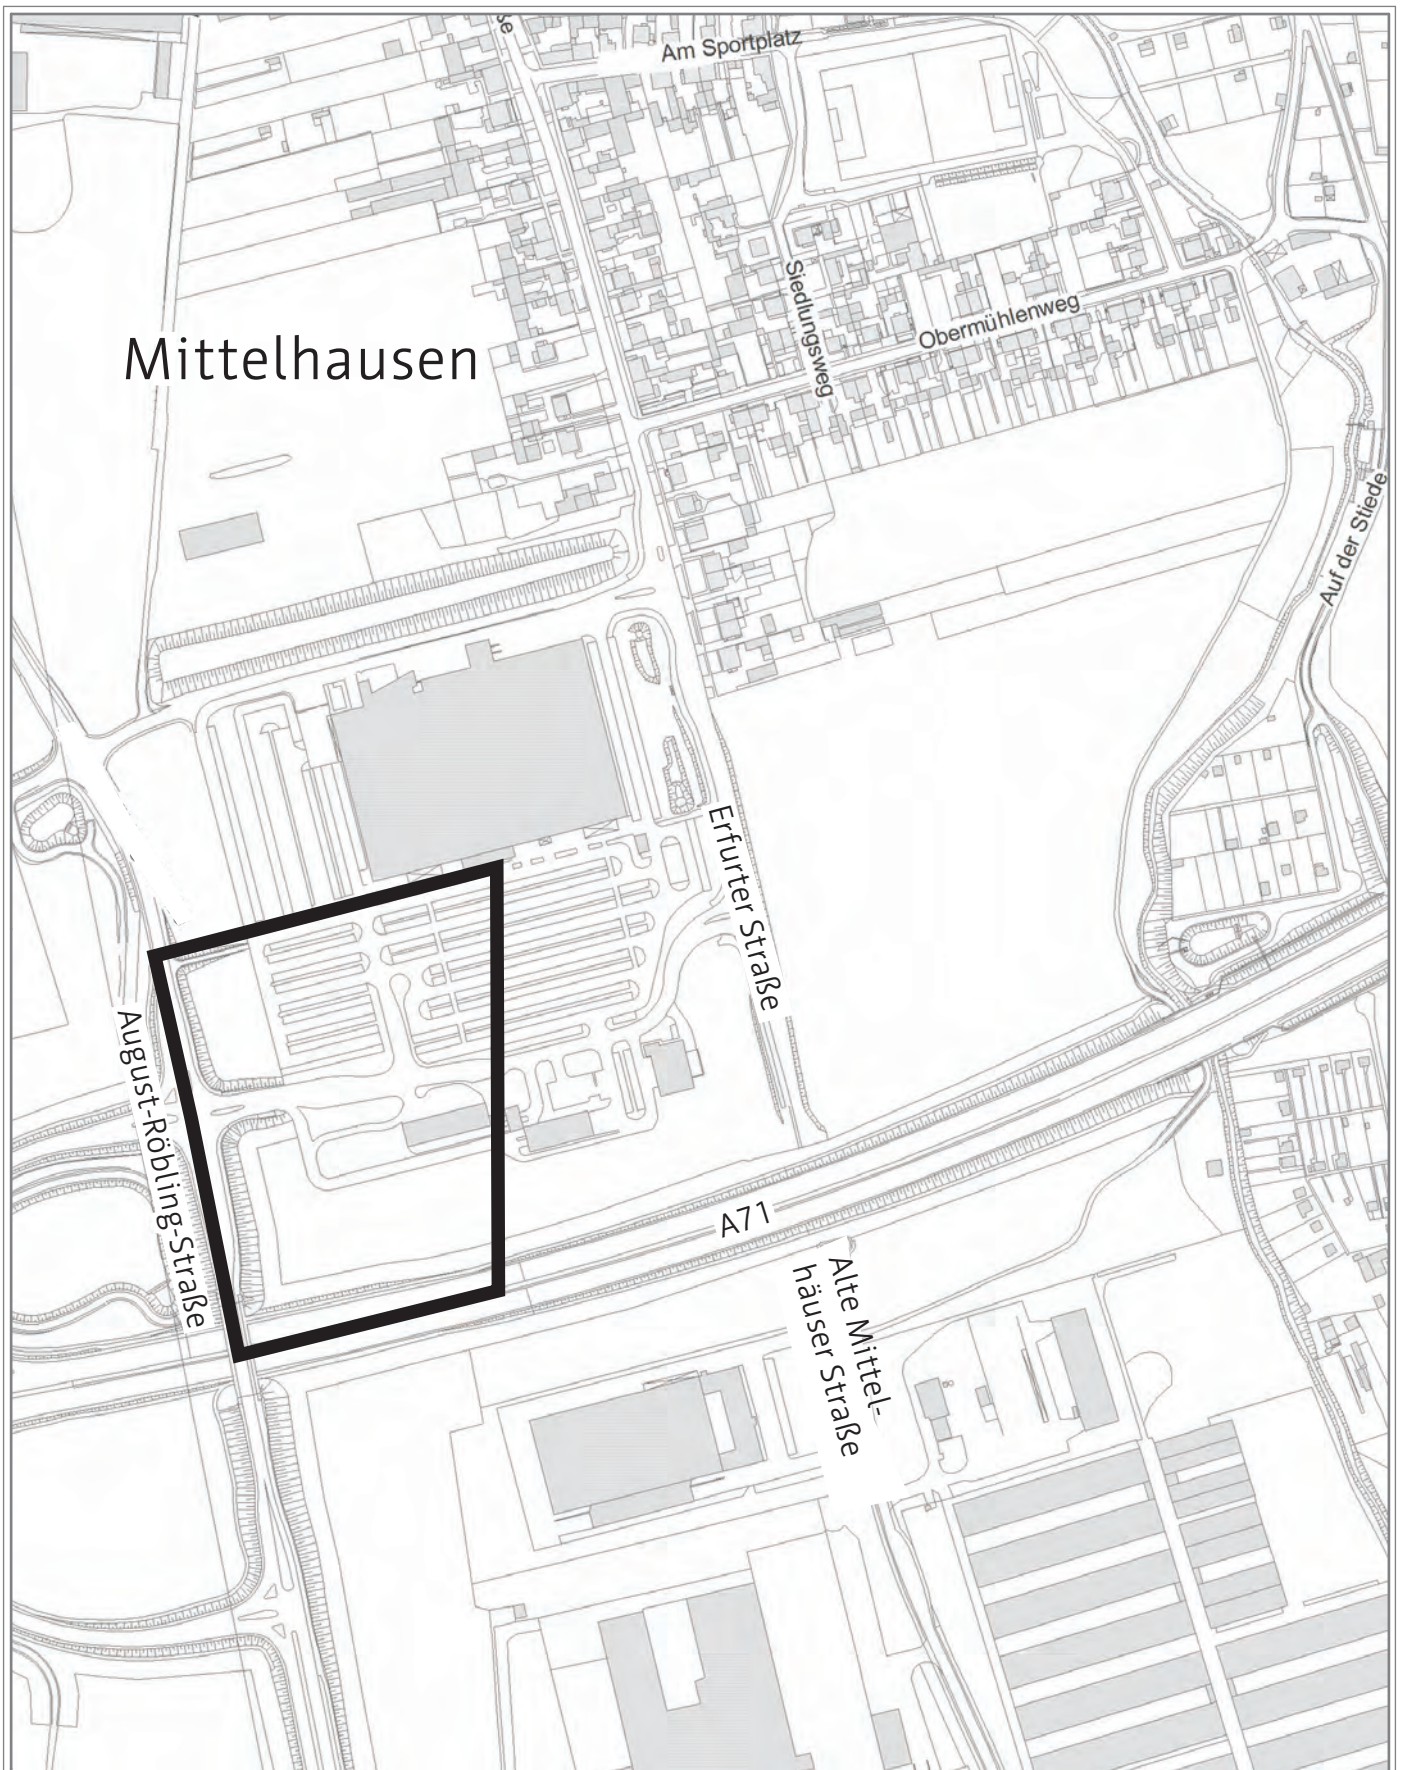 Am Sportplatz
Siedlungsweg
Obermühlenweg
Mittelhausen
Auf der Stiede
Erfurter Straße
August-Röbling-Straße
A71
Alte Mittel-
häuser Straße